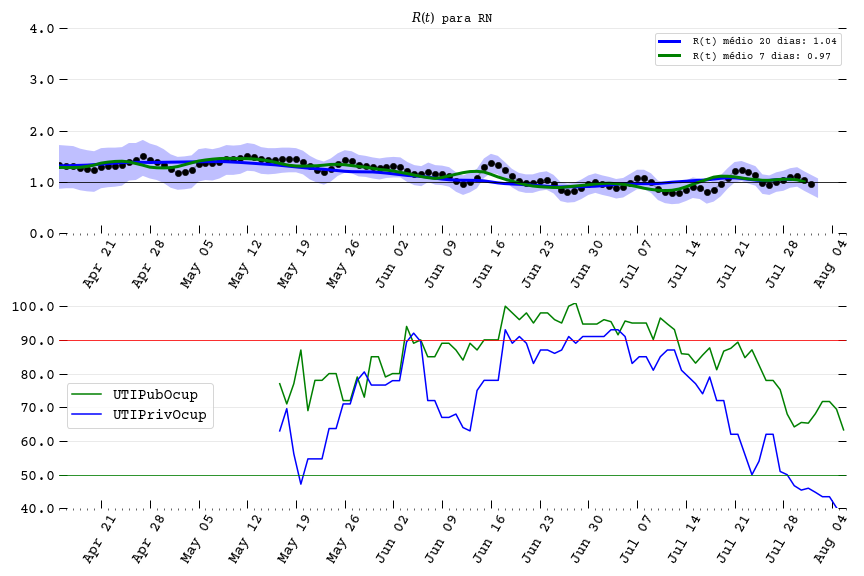 R(t) para RN
4.0
R(t) médio 20 dias: 1.04
R(t) médio 7 dias: 0.97
3.0
2.0
1.0
0.0
Apr 21
Apr 28
May 05
May 12
May 19
May 26
Jun 02
Jun 09
Jun 16
Jun 23
Jun 30
Jul 07
Jul 14
Jul 21
Jul 28
Aug 04
100.0
90.0
80.0
UTIPubOcup
UTIPrivOcup
70.0
60.0
50.0
40.0
Apr 21
Apr 28
May 05
May 12
May 19
May 26
Jun 02
Jun 09
Jun 16
Jun 23
Jun 30
Jul 07
Jul 14
Jul 21
Jul 28
Aug 04